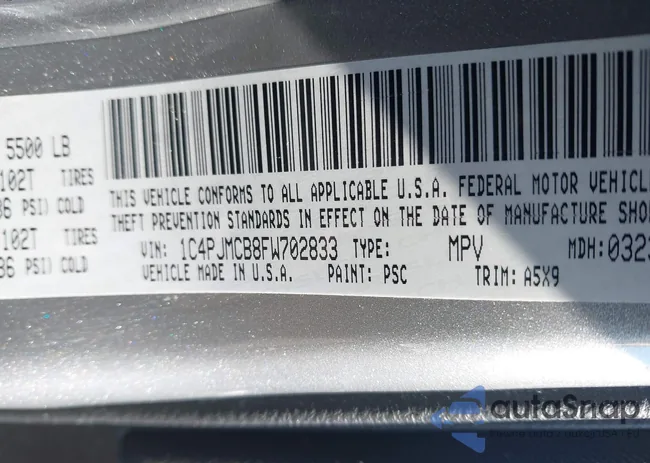 5500 LB
102T TIRES
36 PSI) COLD
102T TIRES
36 PSI) COLD
THIS VEHICLE CONFORMS TO ALL APPLICABLE U.S.A. FEDERAL MOTOR VEHICL
THEFT PREVENTION STANDARDS IN EFFECT ON THE DATE OF MANUFACTURE SHO
VIN: 1C4PJMCB8FW702833 TYPE: MPV MDH:0323
VEHICLE MADE IN U.S.A. PAINT: PSC TRIM: A5X9
autoSnap